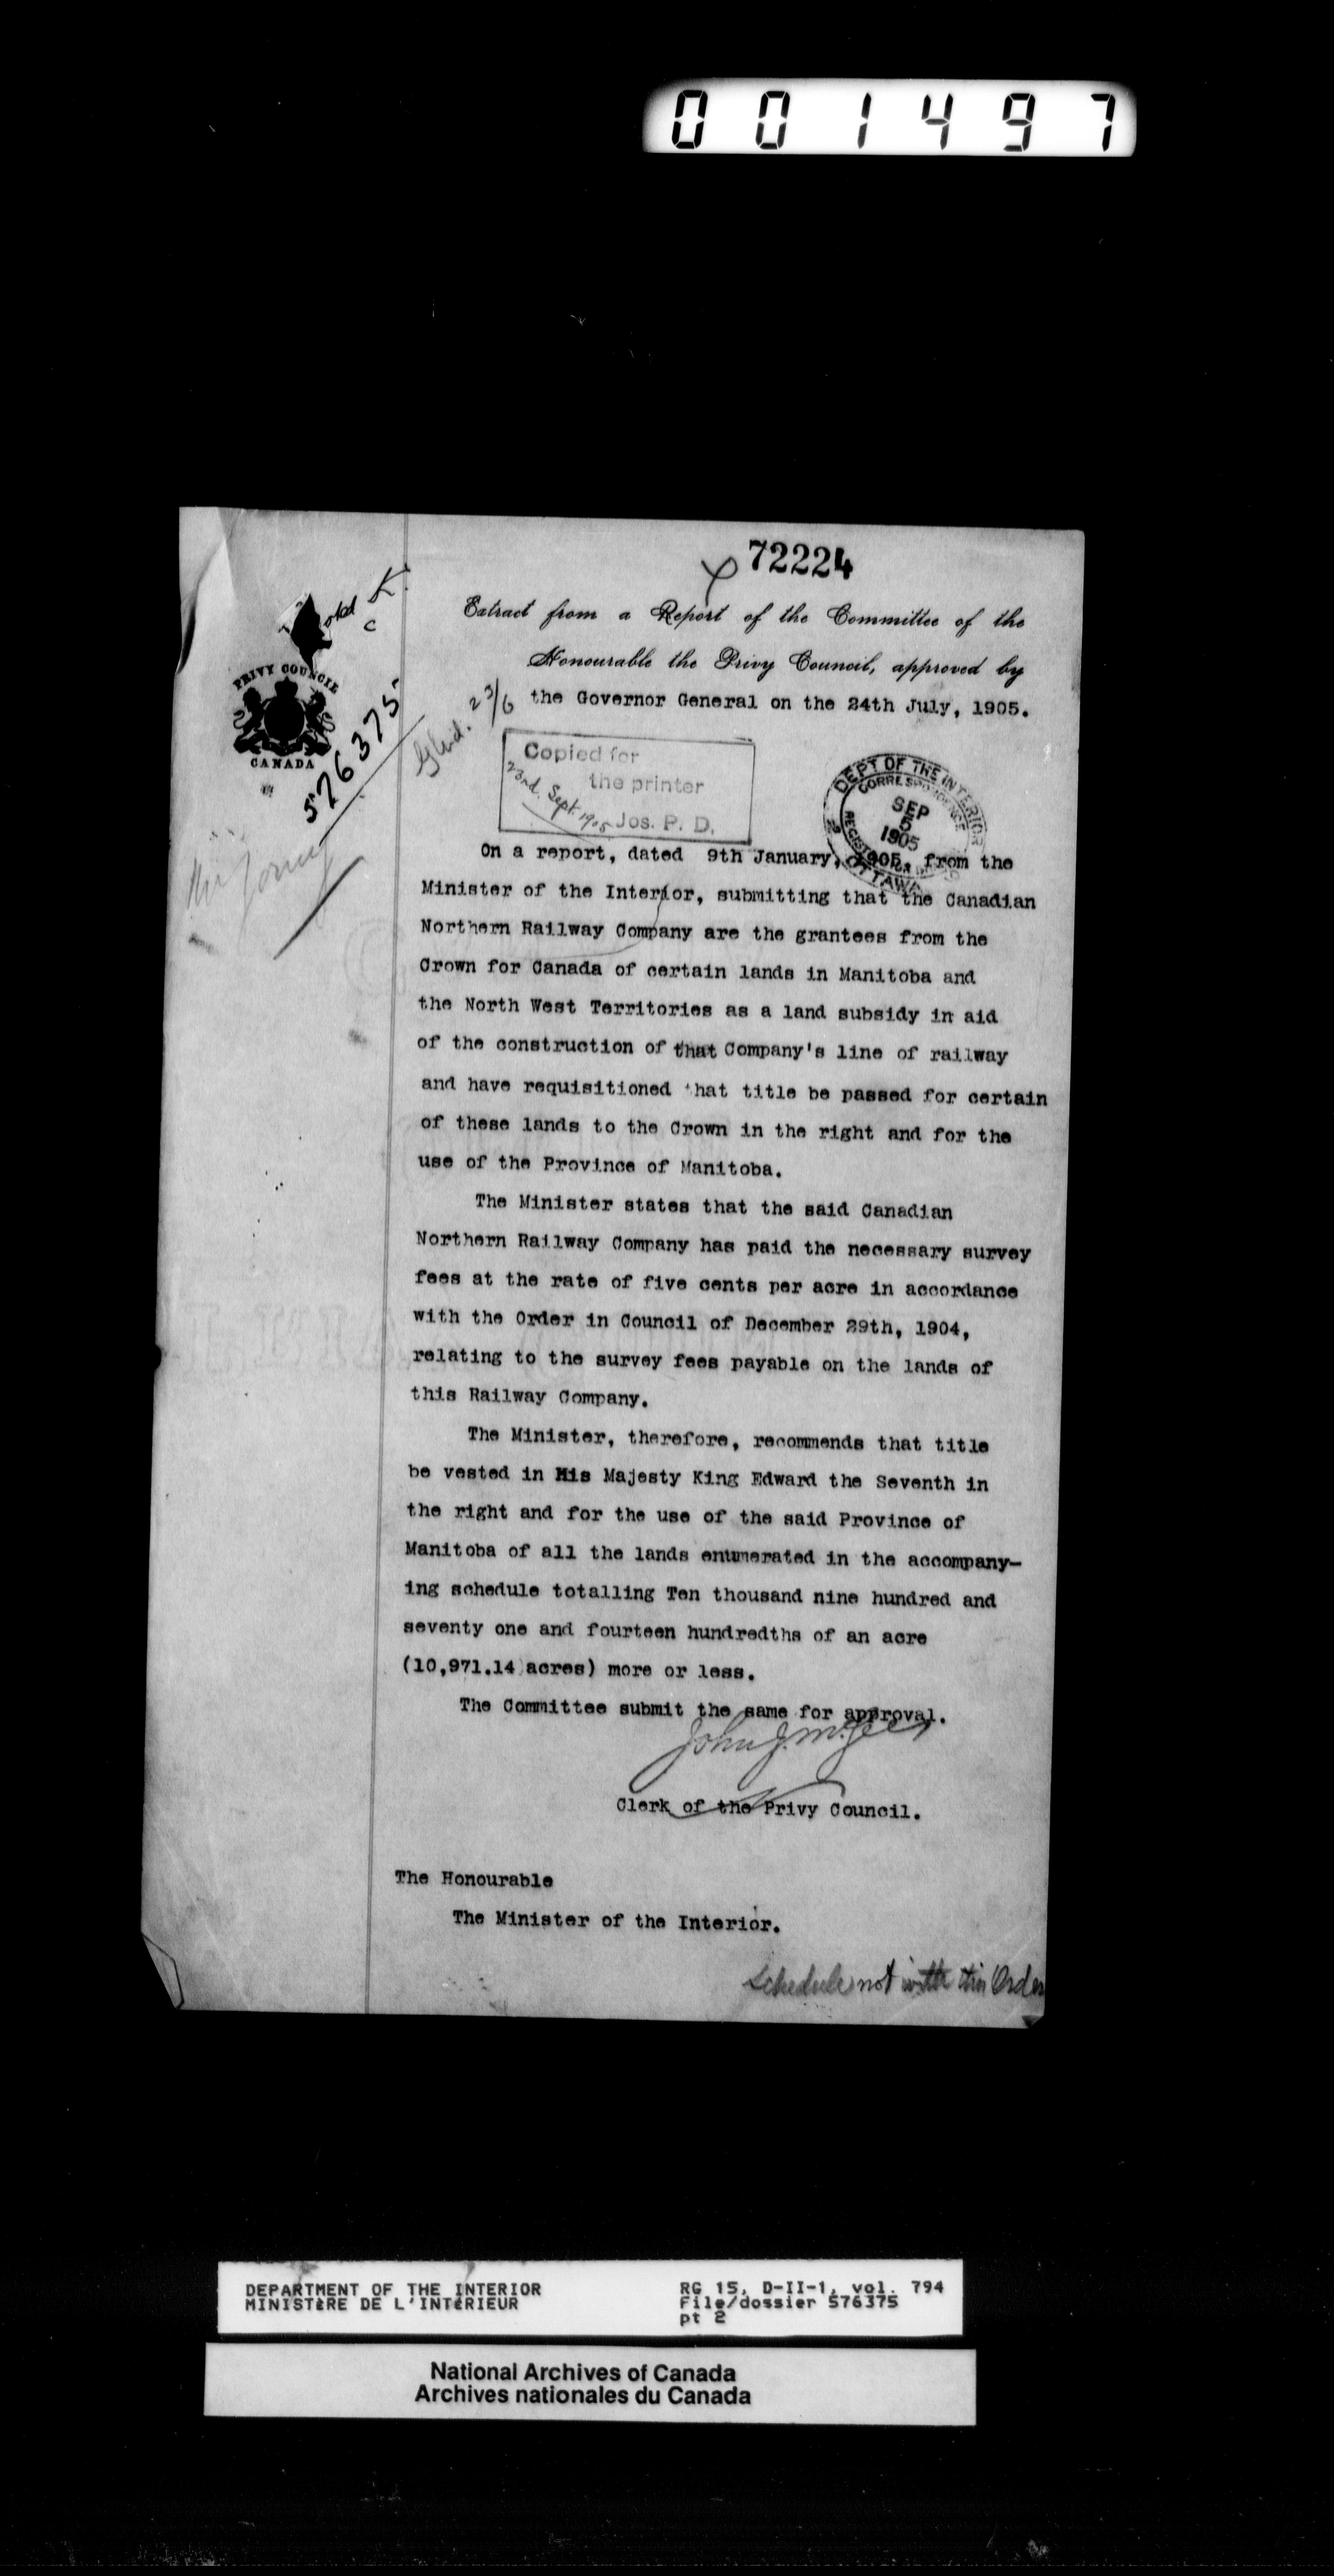 001497
72224
K.
c
Extract from a Report of the Committee of the
Honourable the Privy Council, approved by
the Governor General on the 24th July, 1905.
PRIVY COUNCIL
CANADA
576375
23/6
Copied for
the printer
23rd. Sept. 1905 Jos. P. D.
DEPT OF THE INTERIOR
SEP
5
1905
OTTAWA
On a report, dated 9th January, 1905, from the
Minister of the Interior, submitting that the Canadian
Northern Railway Company are the grantees from the
Crown for Canada of certain lands in Manitoba and
the North West Territories as a land subsidy in aid
of the construction of that Company's line of railway
and have requisitioned that title be passed for certain
of these lands to the Crown in the right and for the
use of the Province of Manitoba.
The Minister states that the said Canadian
Northern Railway Company has paid the necessary survey
fees at the rate of five cents per acre in accordance
with the Order in Council of December 29th, 1904,
relating to the survey fees payable on the lands of
this Railway Company.
The Minister, therefore, recommends that title
be vested in His Majesty King Edward the Seventh in
the right and for the use of the said Province of
Manitoba of all the lands enumerated in the accompany-
ing schedule totalling Ten thousand nine hundred and
seventy one and fourteen hundredths of an acre
(10,971.14 acres) more or less.
The Committee submit the same for approval.
John J. McGee
Clerk of the Privy Council.
The Honourable
The Minister of the Interior.
Schedule not with this Order
DEPARTMENT OF THE INTERIOR
MINISTÈRE DE L'INTÉRIEUR
RG 15, D-II-1, vol. 794
File/dossier 576375
pt 2
National Archives of Canada
Archives nationales du Canada